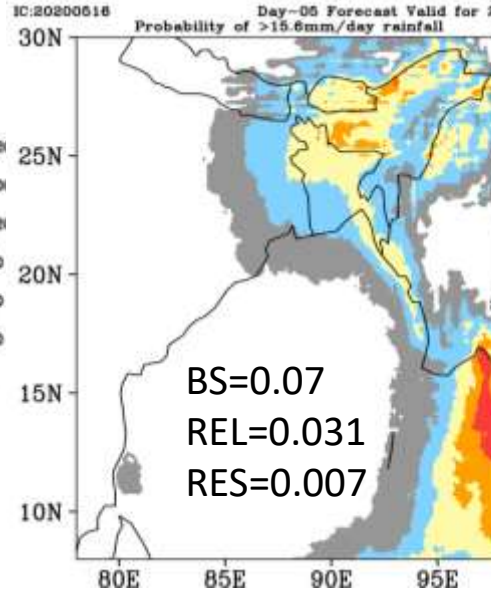 IC:20200516 Day-05 Forecast Valid for
Probability of >15.6mm/day rainfall
30N
25N
20N
15N
10N
BS=0.07
REL=0.031
RES=0.007
80E 85E 90E 95E